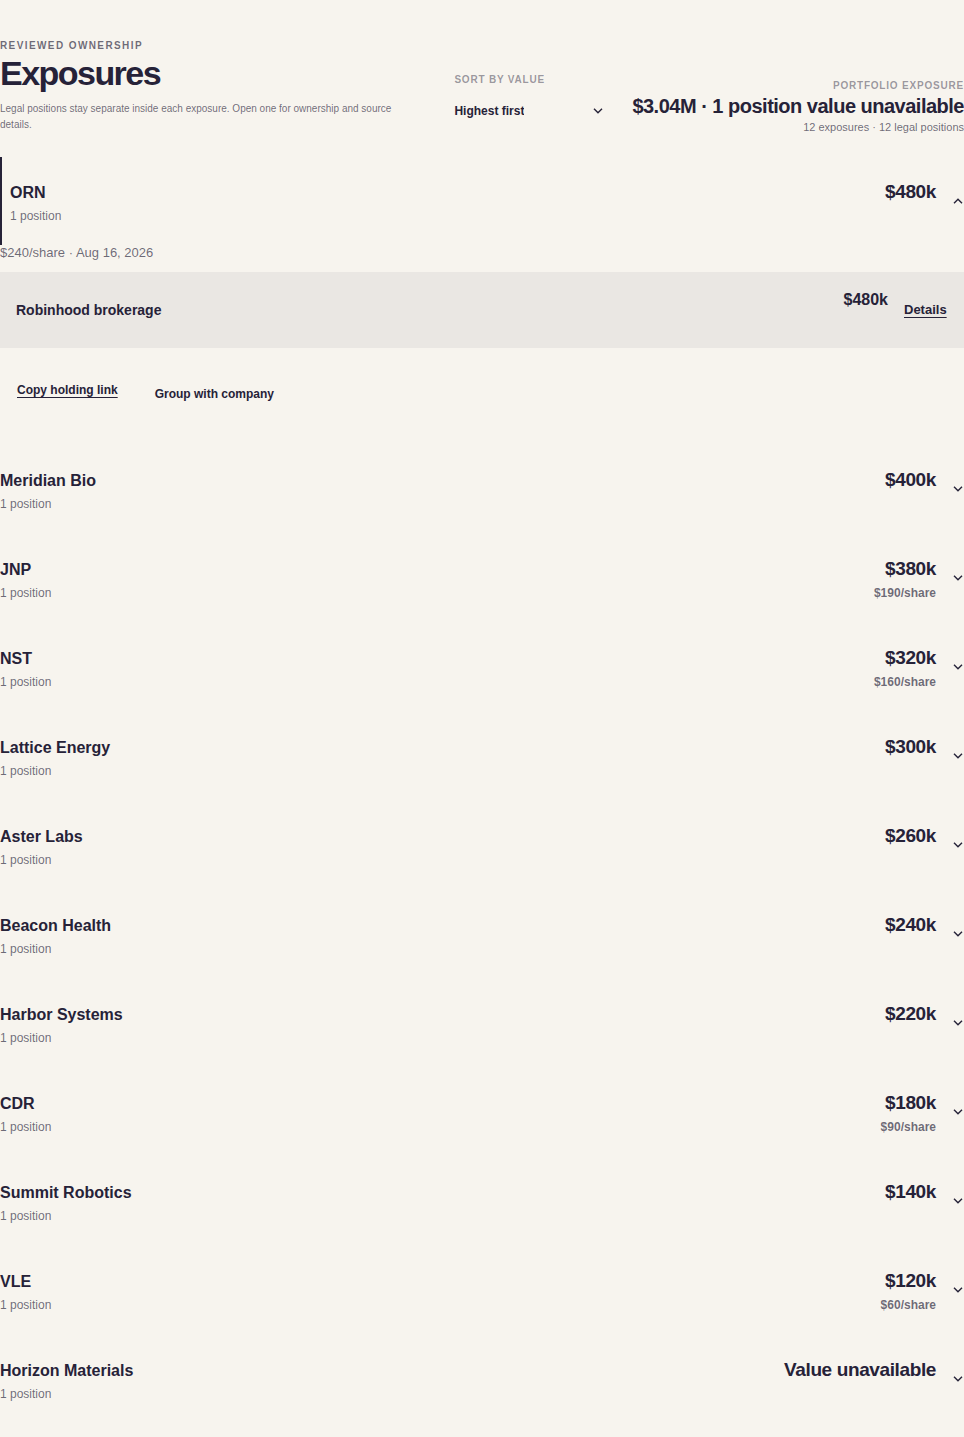 REVIEWED OWNERSHIP
Exposures
Legal positions stay separate inside each exposure. Open one for ownership and source
details.
SORT BY VALUE
Highest first
PORTFOLIO EXPOSURE
$3.04M · 1 position value unavailable
12 exposures · 12 legal positions
ORN
$480k
1 position
$240/share · Aug 16, 2026
Robinhood brokerage
$480k
Details
Copy holding link
Group with company
Meridian Bio
$400k
1 position
JNP
$380k
1 position
$190/share
NST
$320k
1 position
$160/share
Lattice Energy
$300k
1 position
Aster Labs
$260k
1 position
Beacon Health
$240k
1 position
Harbor Systems
$220k
1 position
CDR
$180k
1 position
$90/share
Summit Robotics
$140k
1 position
VLE
$120k
1 position
$60/share
Horizon Materials
Value unavailable
1 position